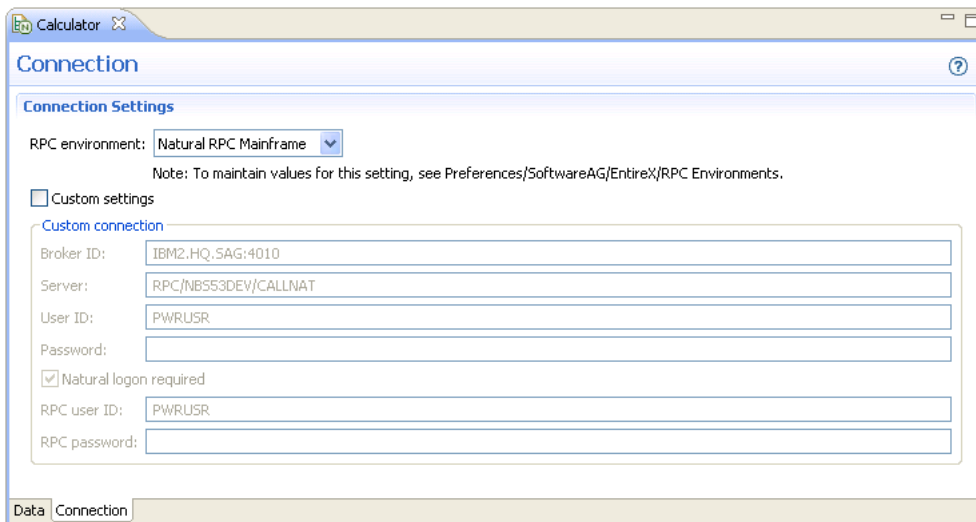 Calculator
Connection
Connection Settings
RPC environment: Natural RPC Mainframe
Note: To maintain values for this setting, see Preferences/SoftwareAG/EntireX/RPC Environments.
Custom settings
Custom connection
Broker ID: IBM2.HQ.SAG:4010
Server: RPC/NBS53DEV/CALLNAT
User ID: PWRUSR
Password:
Natural logon required
RPC user ID: PWRUSR
RPC password:
Data Connection